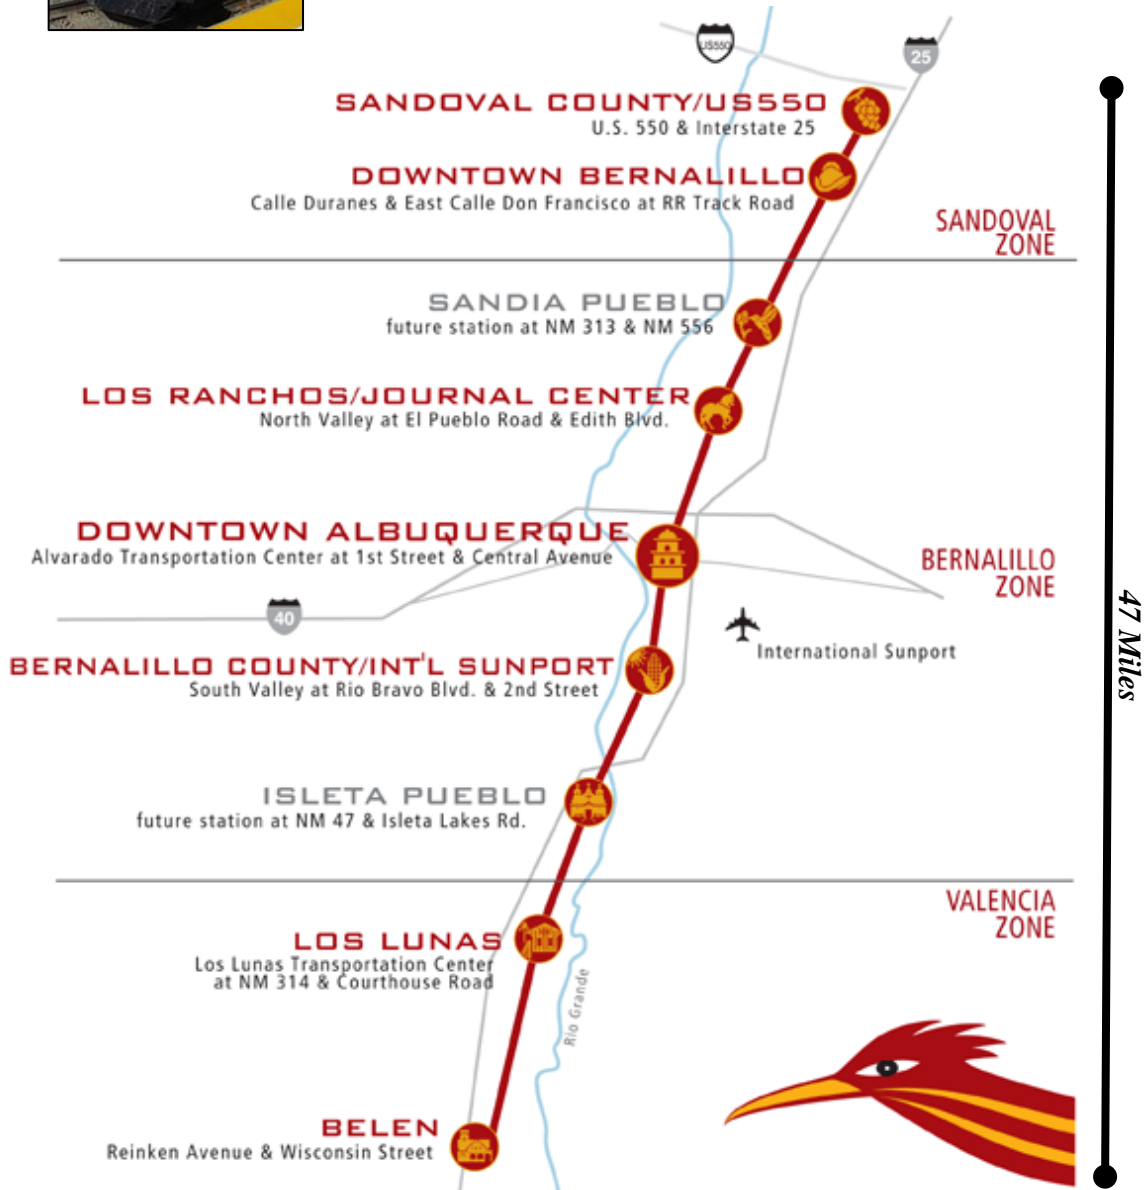 US550
25
SANDOVAL COUNTY/US550
U.S. 550 & Interstate 25
DOWNTOWN BERNALILLO
Calle Duranes & East Calle Don Francisco at RR Track Road
SANDOVAL
ZONE
SANDIA PUEBLO
future station at NM 313 & NM 556
LOS RANCHOS/JOURNAL CENTER
North Valley at El Pueblo Road & Edith Blvd.
DOWNTOWN ALBUQUERQUE
Alvarado Transportation Center at 1st Street & Central Avenue
BERNALILLO
ZONE
40
47 Miles
International Sunport
BERNALILLO COUNTY/INT'L SUNPORT
South Valley at Rio Bravo Blvd. & 2nd Street
ISLETA PUEBLO
future station at NM 47 & Isleta Lakes Rd.
VALENCIA
ZONE
LOS LUNAS
Los Lunas Transportation Center
at NM 314 & Courthouse Road
Rio Grande
BELEN
Reinken Avenue & Wisconsin Street